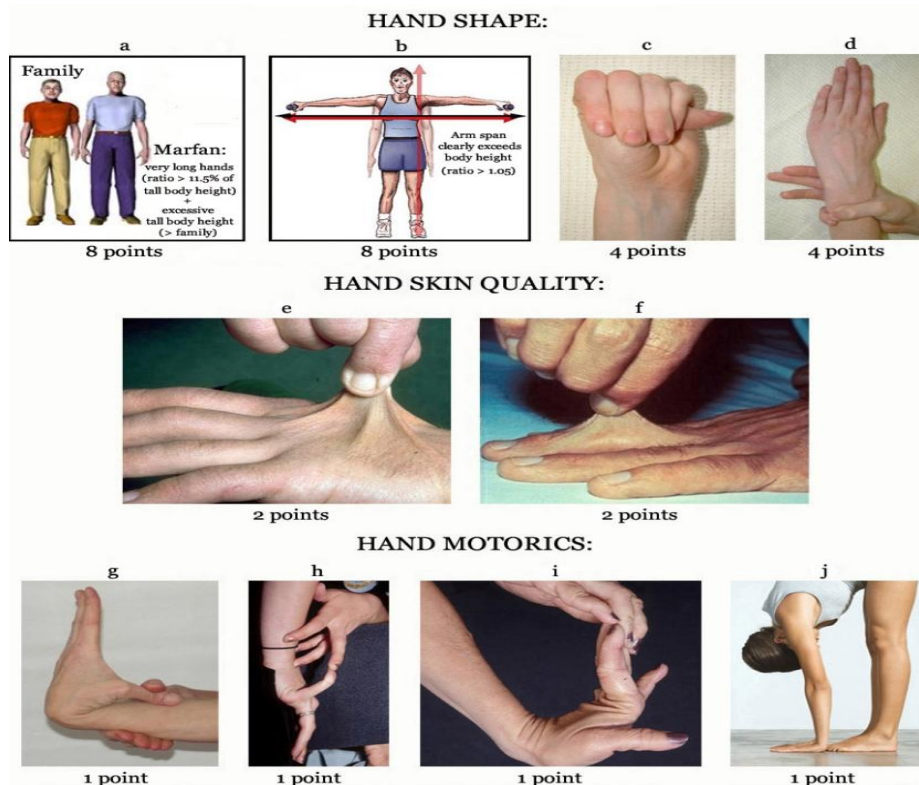 HAND SHAPE:
a b c d
Family
Marfan:
very long hands
(ratio > 11.5% of
tall body height)
+
excessive
tall body height
(> family)
Arm span
clearly exceeds
body height
(ratio > 1.05)
8 points 8 points 4 points 4 points
HAND SKIN QUALITY:
e f
2 points 2 points
HAND MOTORICS:
g h i j
1 point 1 point 1 point 1 point